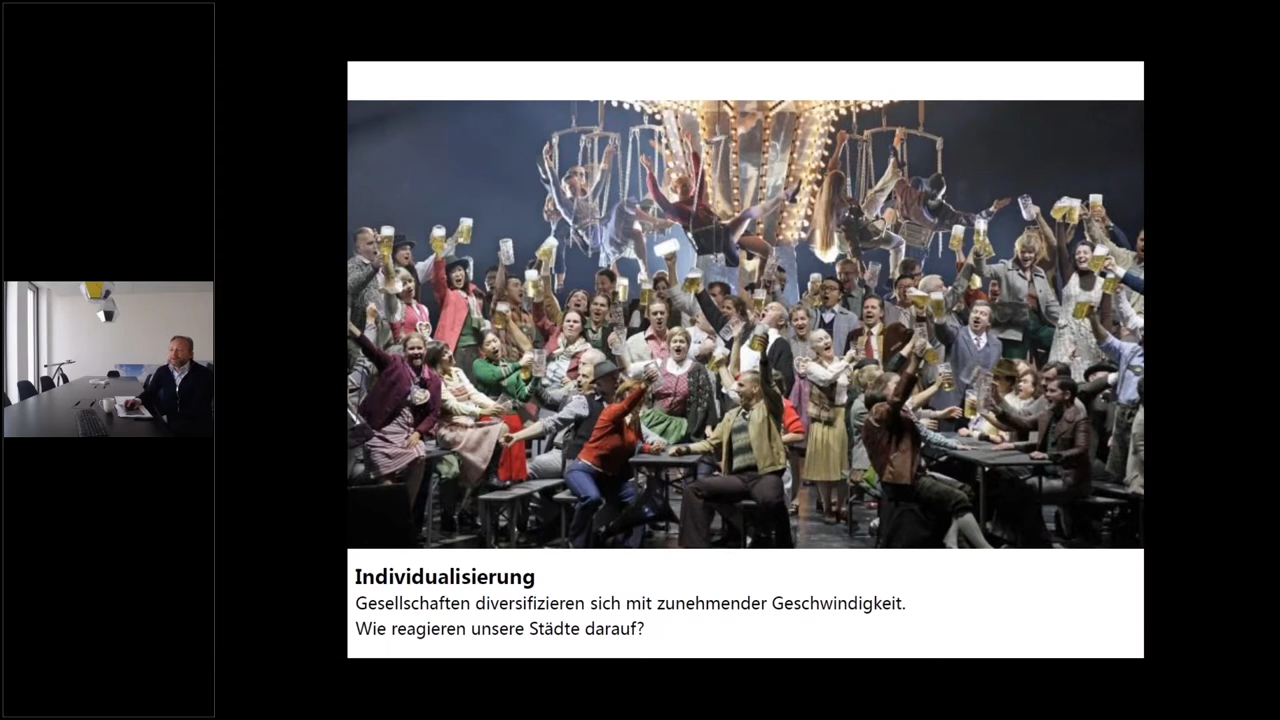 Individualisierung
Gesellschaften diversifizieren sich mit zunehmender Geschwindigkeit.
Wie reagieren unsere Städte darauf?